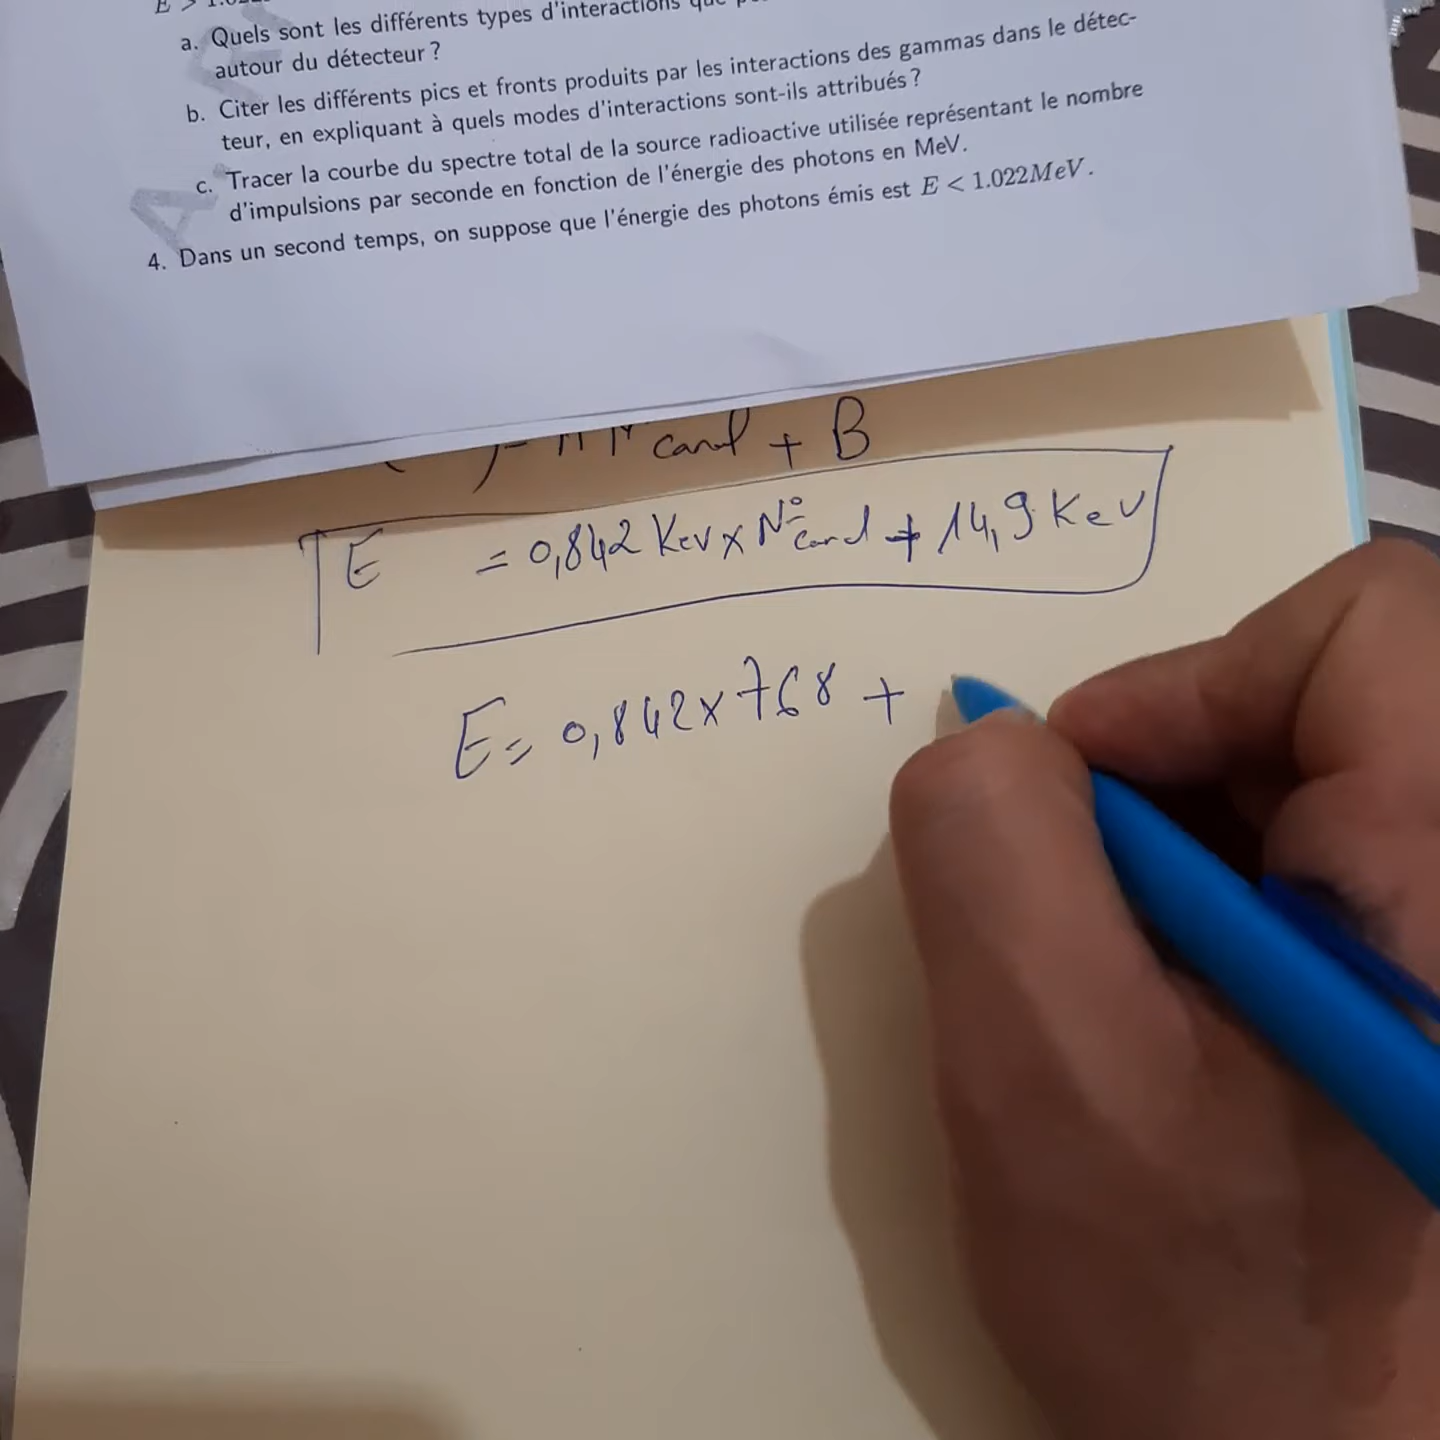 E > 1.022
a. Quels sont les différents types d'interactions que
autour du détecteur ?
b. Citer les différents pics et fronts produits par les interactions des gammas dans le détec-
teur, en expliquant à quels modes d'interactions sont-ils attribués ?
c. Tracer la courbe du spectre total de la source radioactive utilisée représentant le nombre
d'impulsions par seconde en fonction de l'énergie des photons en MeV.
4. Dans un second temps, on suppose que l'énergie des photons émis est E < 1.022MeV.
canal + B
E = 0,842 Kev x N° canal + 14,9 KeV
E = 0,842 x 768 +